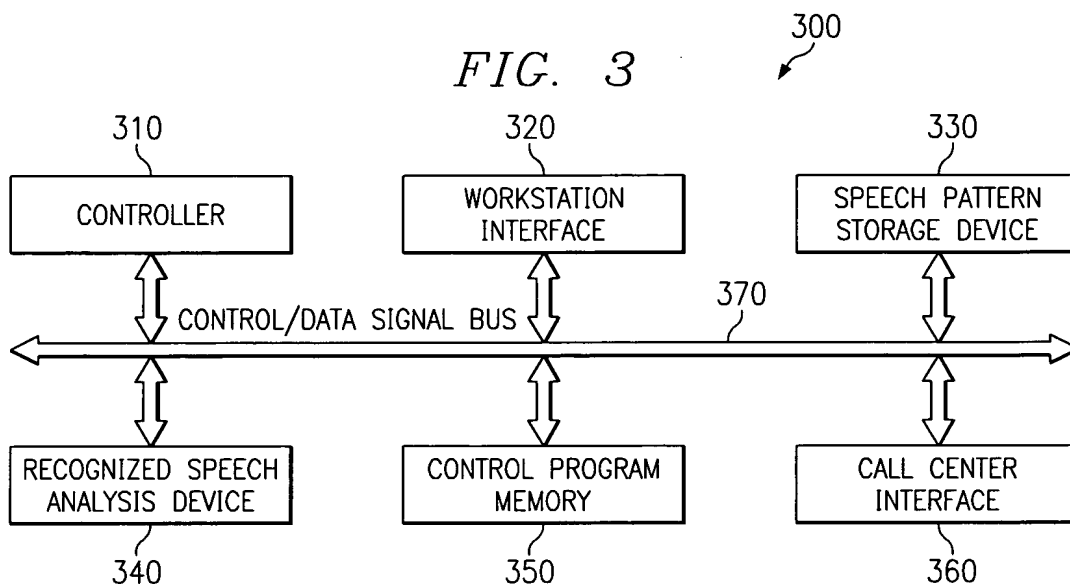 FIG. 3
300
310
320
330
CONTROLLER
WORKSTATION
INTERFACE
SPEECH PATTERN
STORAGE DEVICE
370
CONTROL/DATA SIGNAL BUS
RECOGNIZED SPEECH
ANALYSIS DEVICE
CONTROL PROGRAM
MEMORY
CALL CENTER
INTERFACE
340
350
360